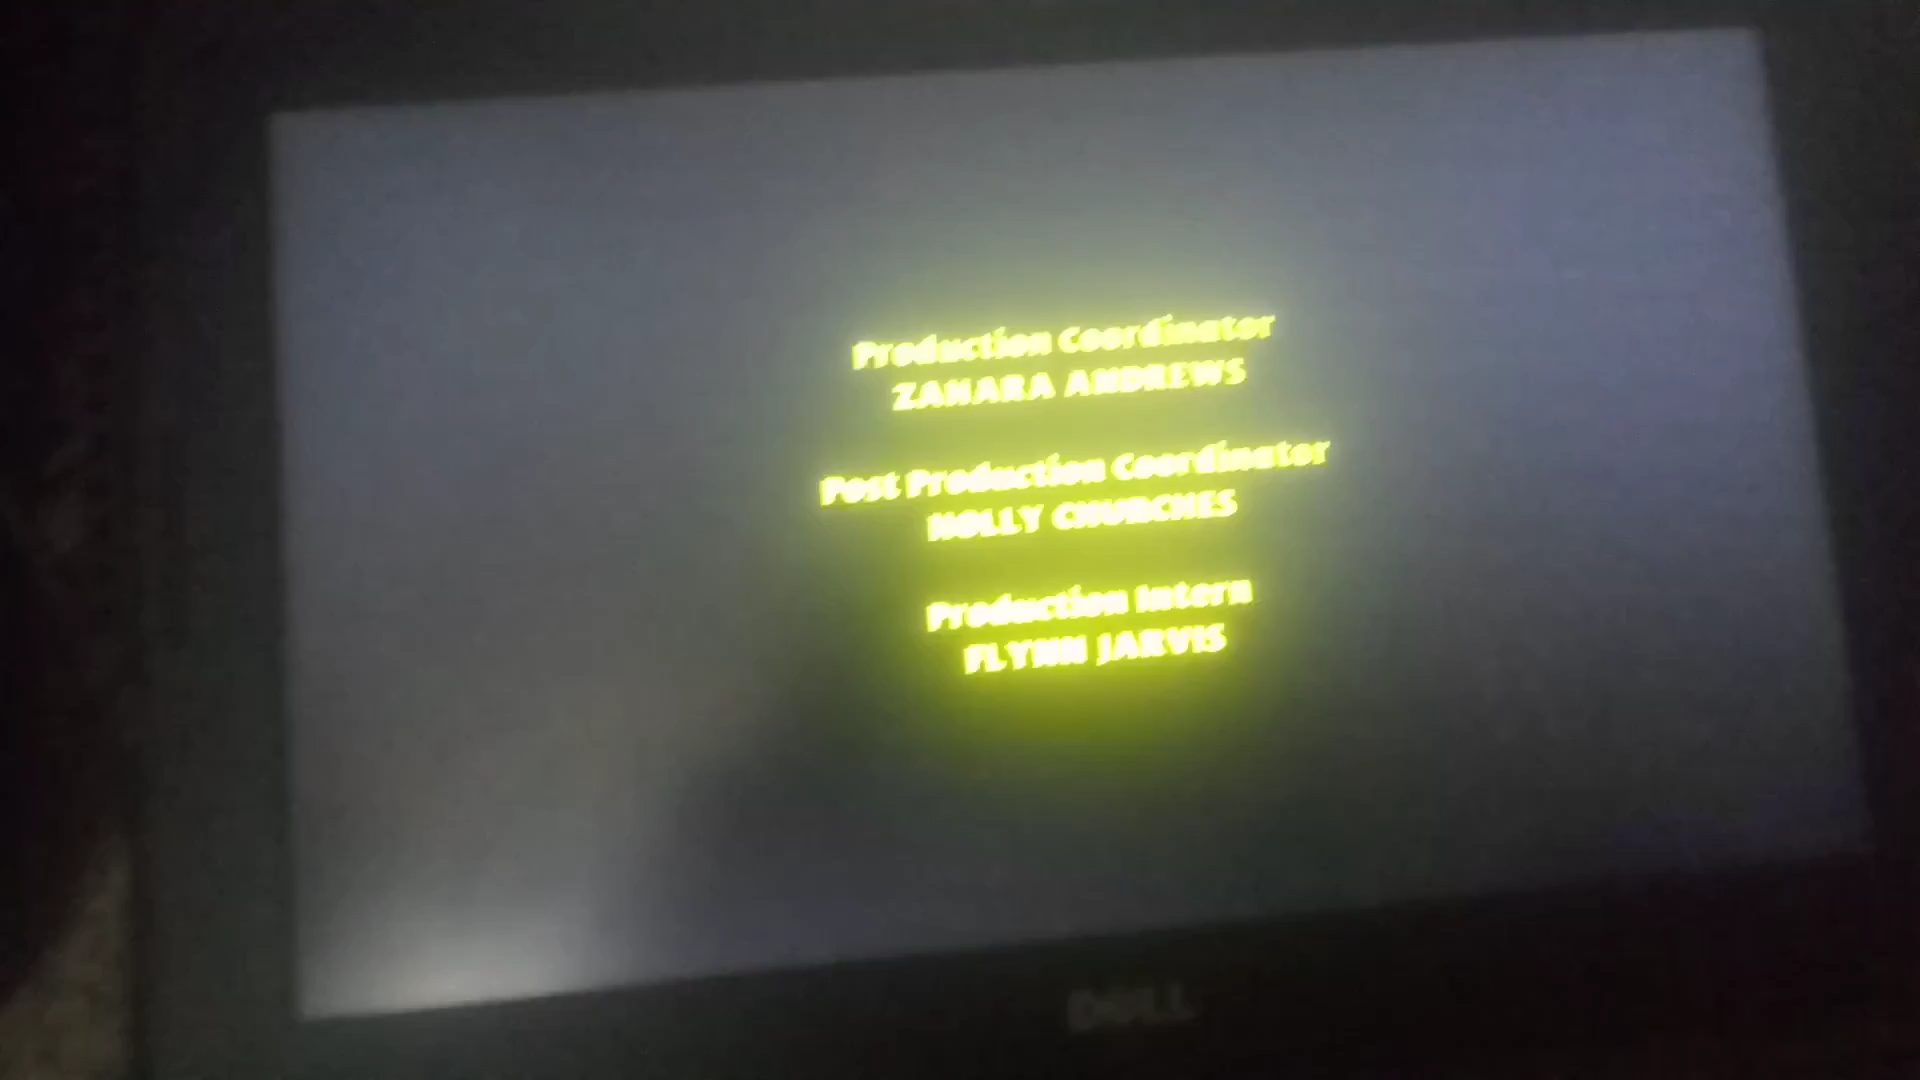 Production Coordinator
ZAHARA ANDREWS
Post Production Coordinator
HOLLY CHURCHES
Production Intern
FLYNN JARVIS
DELL